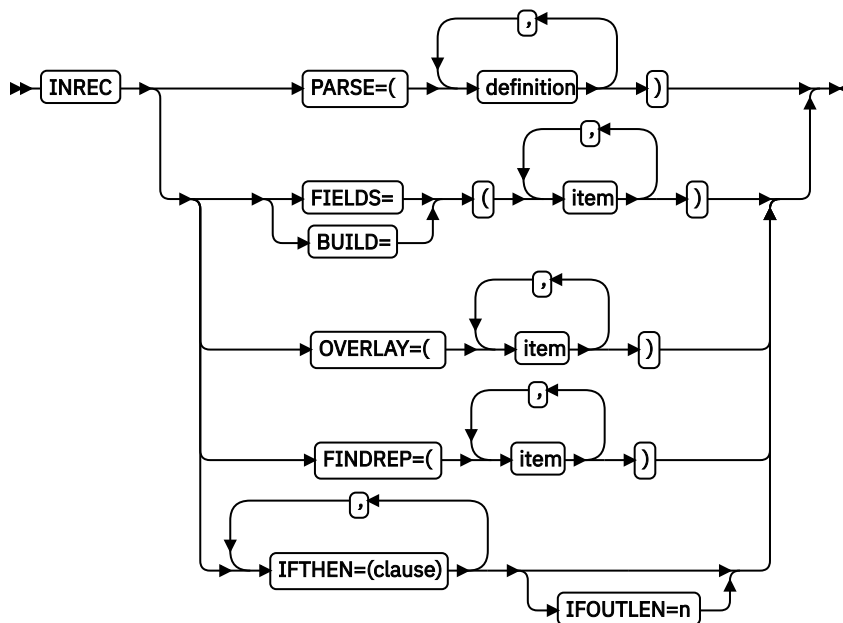 ,
INREC PARSE=( definition )
,
FIELDS= ( item )
BUILD=
,
OVERLAY=( item )
,
FINDREP=( item )
,
IFTHEN=(clause)
IFOUTLEN=n